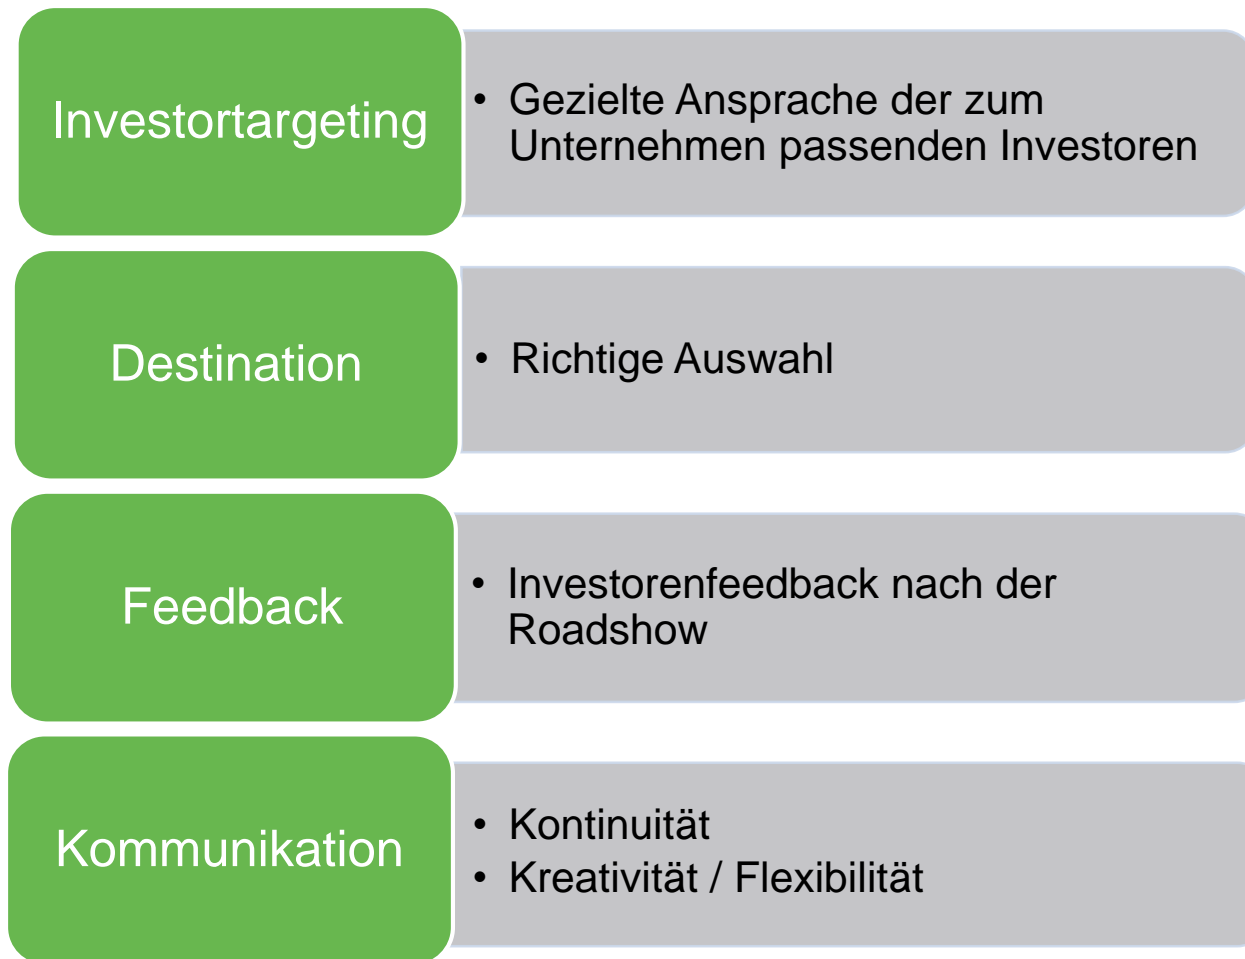 Investortargeting
• Gezielte Ansprache der zum
Unternehmen passenden Investoren
Destination
• Richtige Auswahl
Feedback
• Investorenfeedback nach der
Roadshow
Kommunikation
• Kontinuität
• Kreativität / Flexibilität